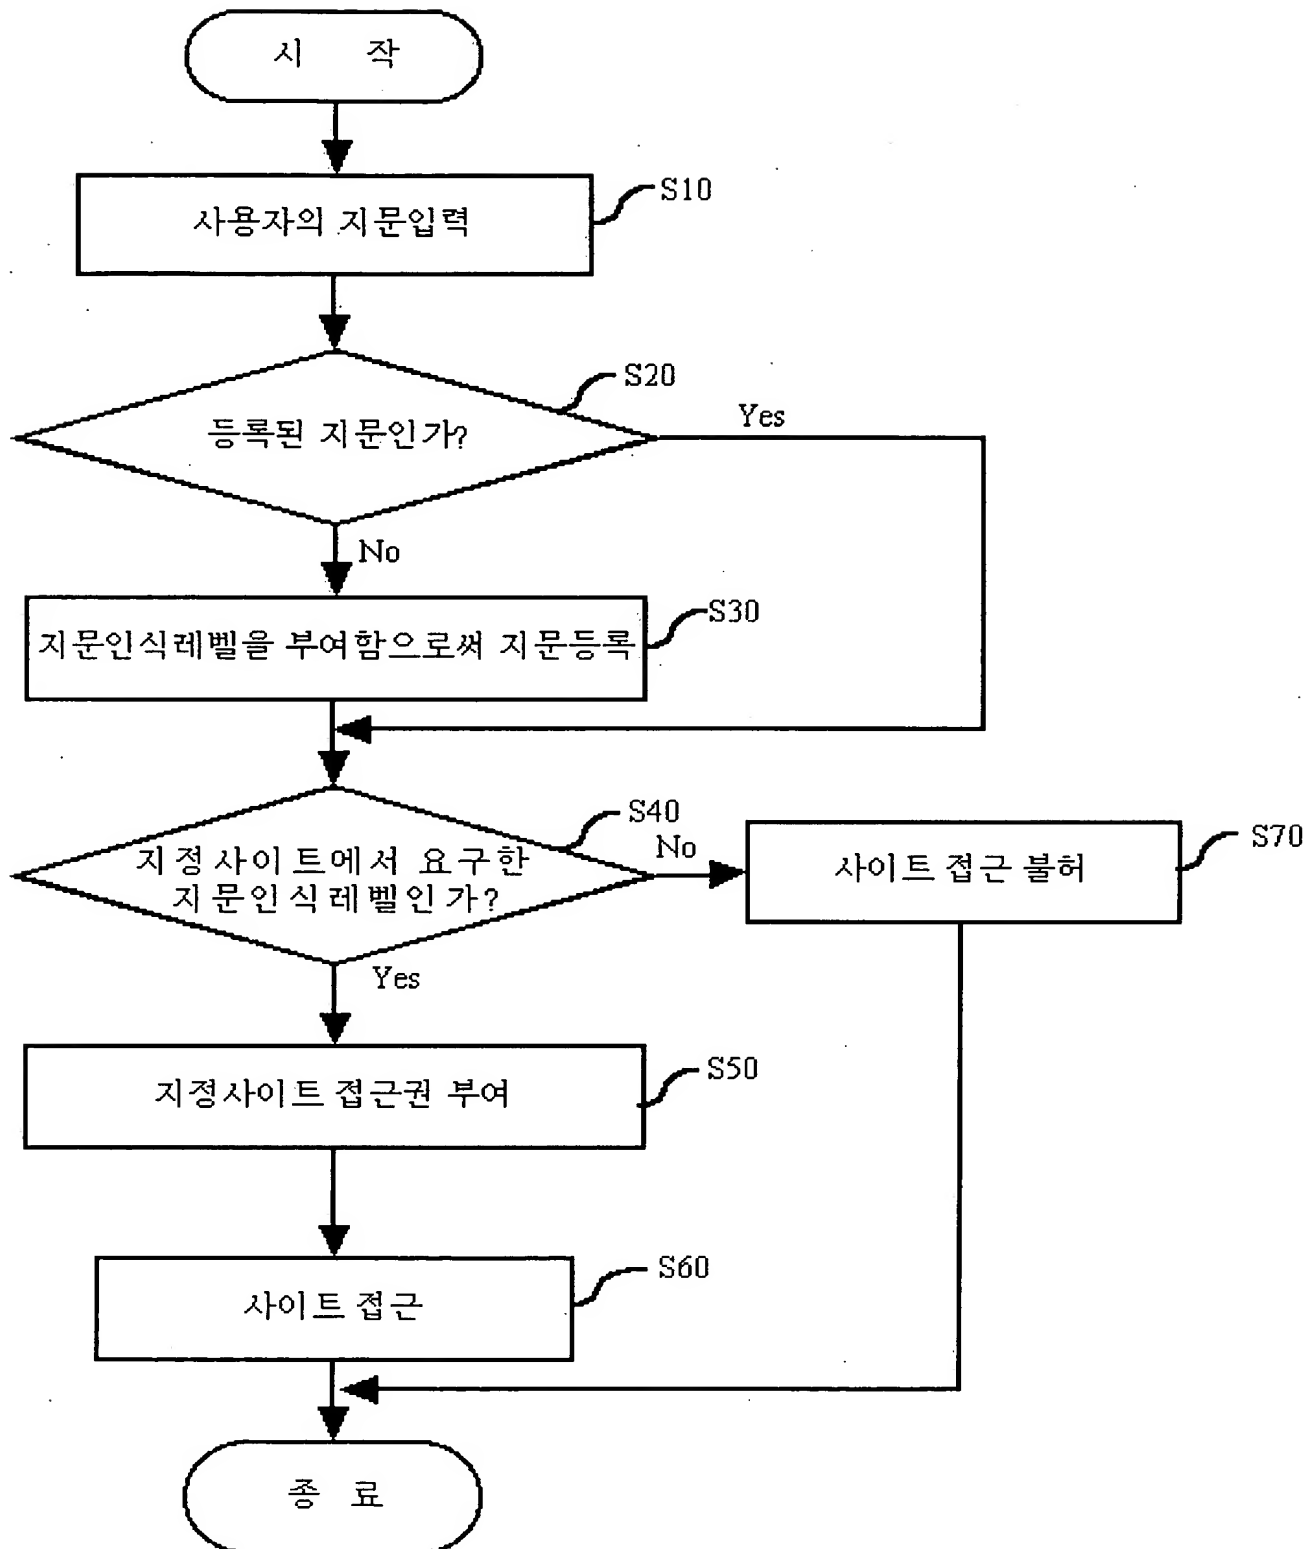 시 작
S10
사용자의 지문입력
S20
등록된 지문인가?
Yes
No
S30
지문인식레벨을 부여함으로써 지문등록
S40
지정사이트에서 요구한
지문인식레벨인가?
No
S70
사이트 접근 불허
Yes
S50
지정사이트 접근권 부여
S60
사이트 접근
종 료